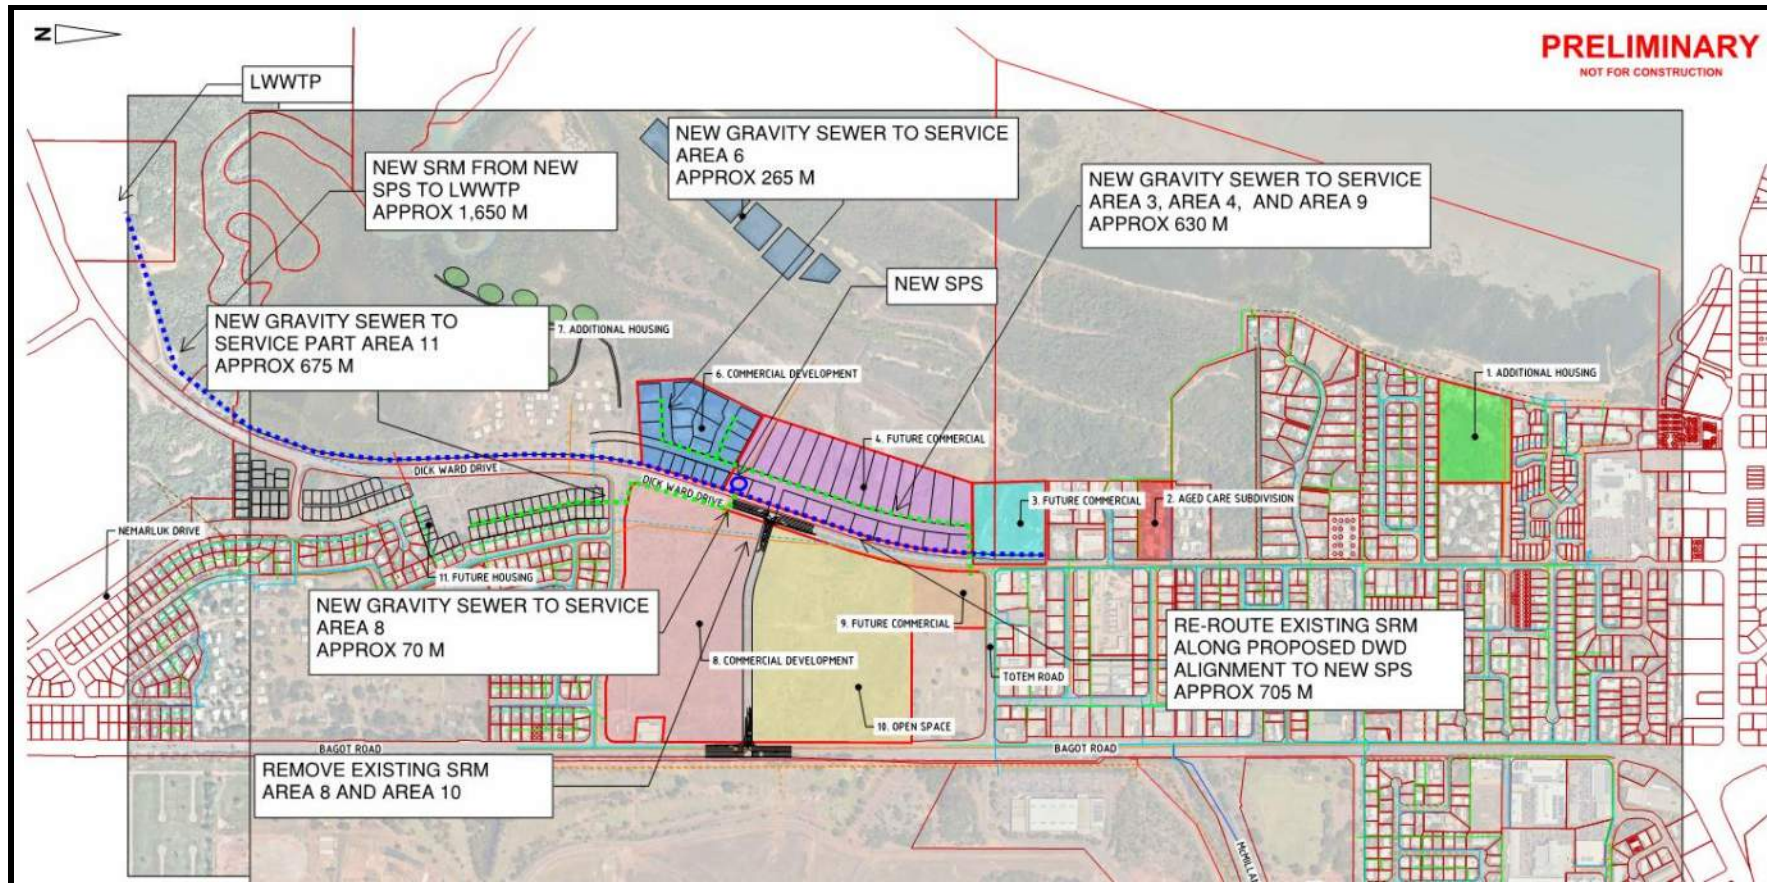 N
PRELIMINARY
NOT FOR CONSTRUCTION
LWWTP
NEW SRM FROM NEW
SPS TO LWWTP
APPROX 1,650 M
NEW GRAVITY SEWER TO SERVICE
AREA 6
APPROX 265 M
NEW GRAVITY SEWER TO SERVICE
AREA 3, AREA 4, AND AREA 9
APPROX 630 M
NEW SPS
NEW GRAVITY SEWER TO
SERVICE PART AREA 11
APPROX 675 M
7. ADDITIONAL HOUSING
6. COMMERCIAL DEVELOPMENT
1. ADDITIONAL HOUSING
4. FUTURE COMMERCIAL
DICK WARD DRIVE
DICK WARD DRIVE
3. FUTURE COMMERCIAL
2. AGED CARE SUBDIVISION
NEMARLUK DRIVE
11. FUTURE HOUSING
NEW GRAVITY SEWER TO SERVICE
AREA 8
APPROX 70 M
9. FUTURE COMMERCIAL
8. COMMERCIAL DEVELOPMENT
TOTEM ROAD
RE-ROUTE EXISTING SRM
ALONG PROPOSED DWD
ALIGNMENT TO NEW SPS
APPROX 705 M
10. OPEN SPACE
BAGOT ROAD
BAGOT ROAD
REMOVE EXISTING SRM
AREA 8 AND AREA 10